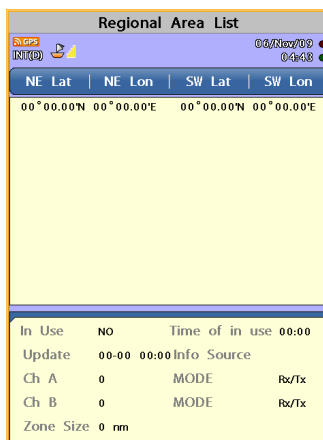 Regional Area List
GPS 06/Nov/09
INT(D) 04:43
NE Lat | NE Lon | SW Lat | SW Lon
00°00.00'N 00°00.00'E 00°00.00'N 00°00.00'E
In Use NO Time of in use 00:00
Update 00-00 00:00 Info Source
Ch A 0 MODE Rx/Tx
Ch B 0 MODE Rx/Tx
Zone Size 0 nm